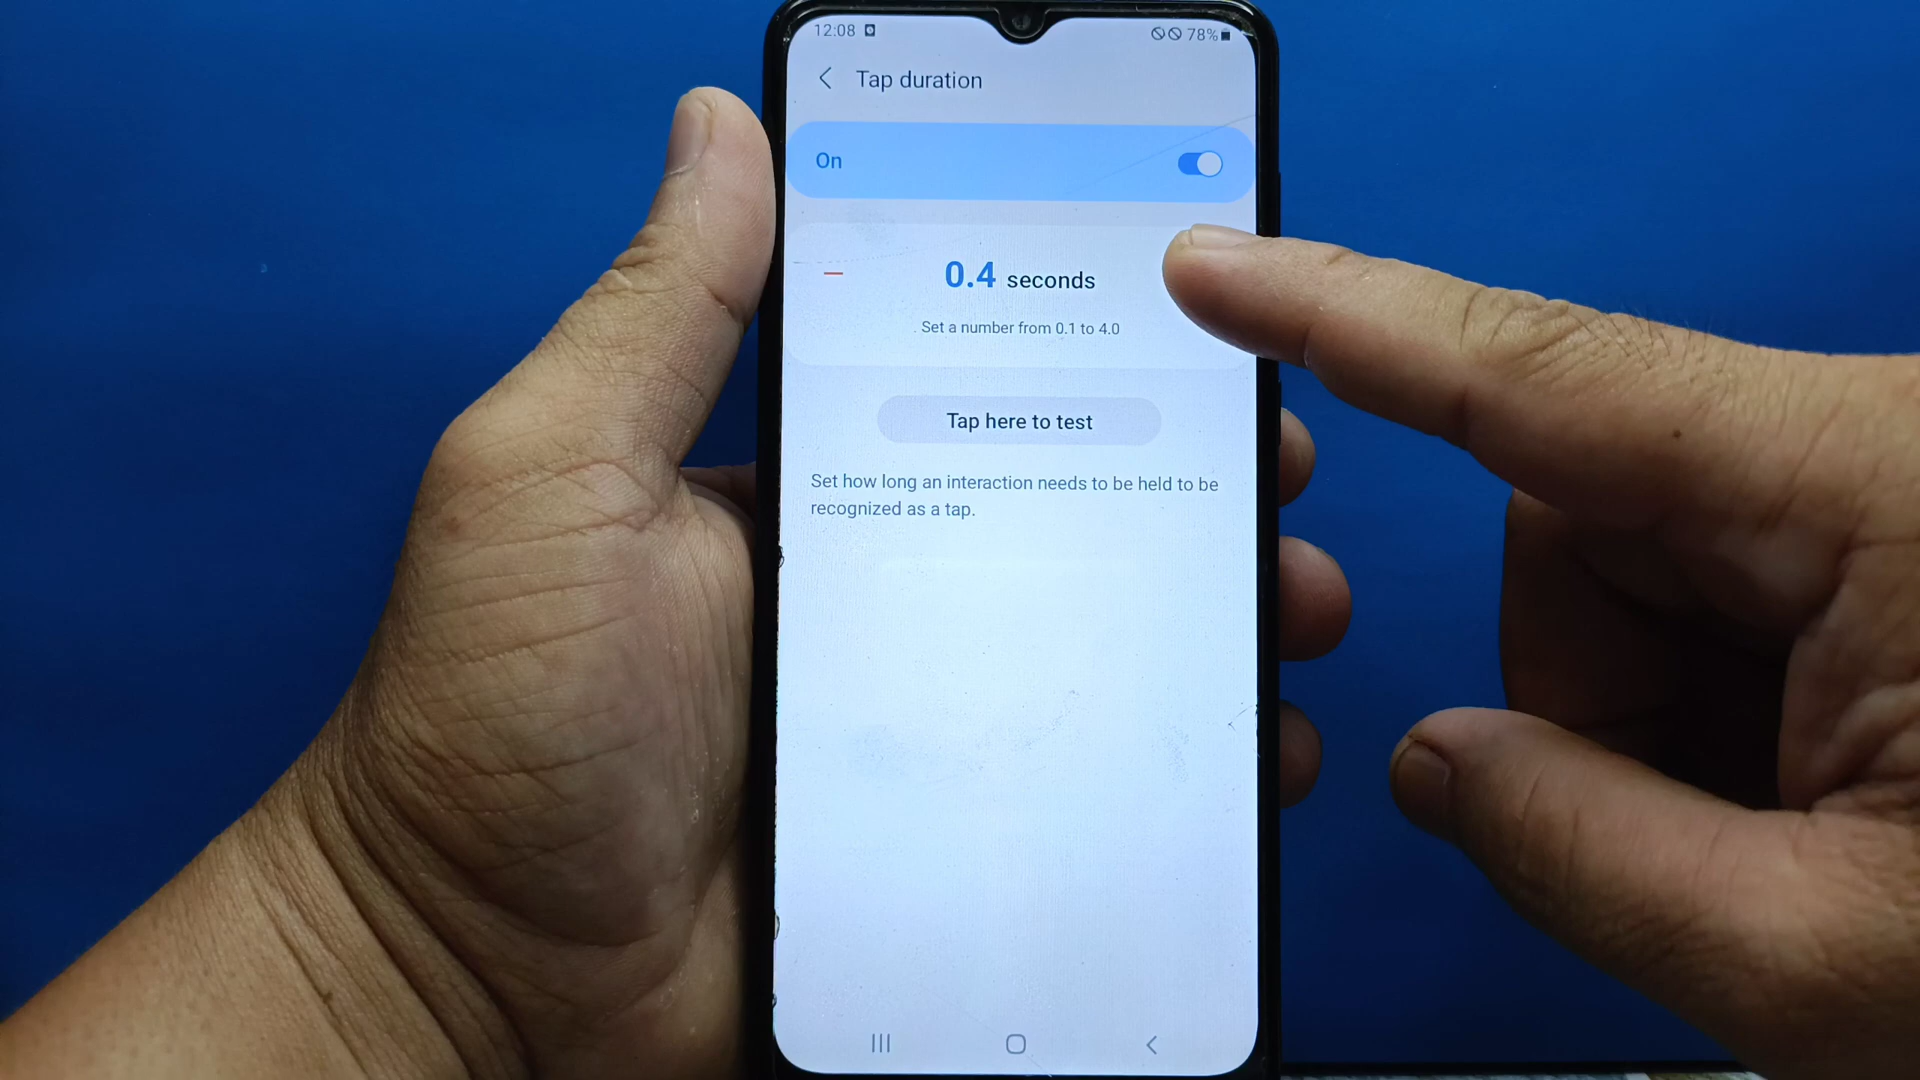 12:08 78%
Tap duration
On
0.4 seconds
Set a number from 0.1 to 4.0
Tap here to test
Set how long an interaction needs to be held to be
recognized as a tap.